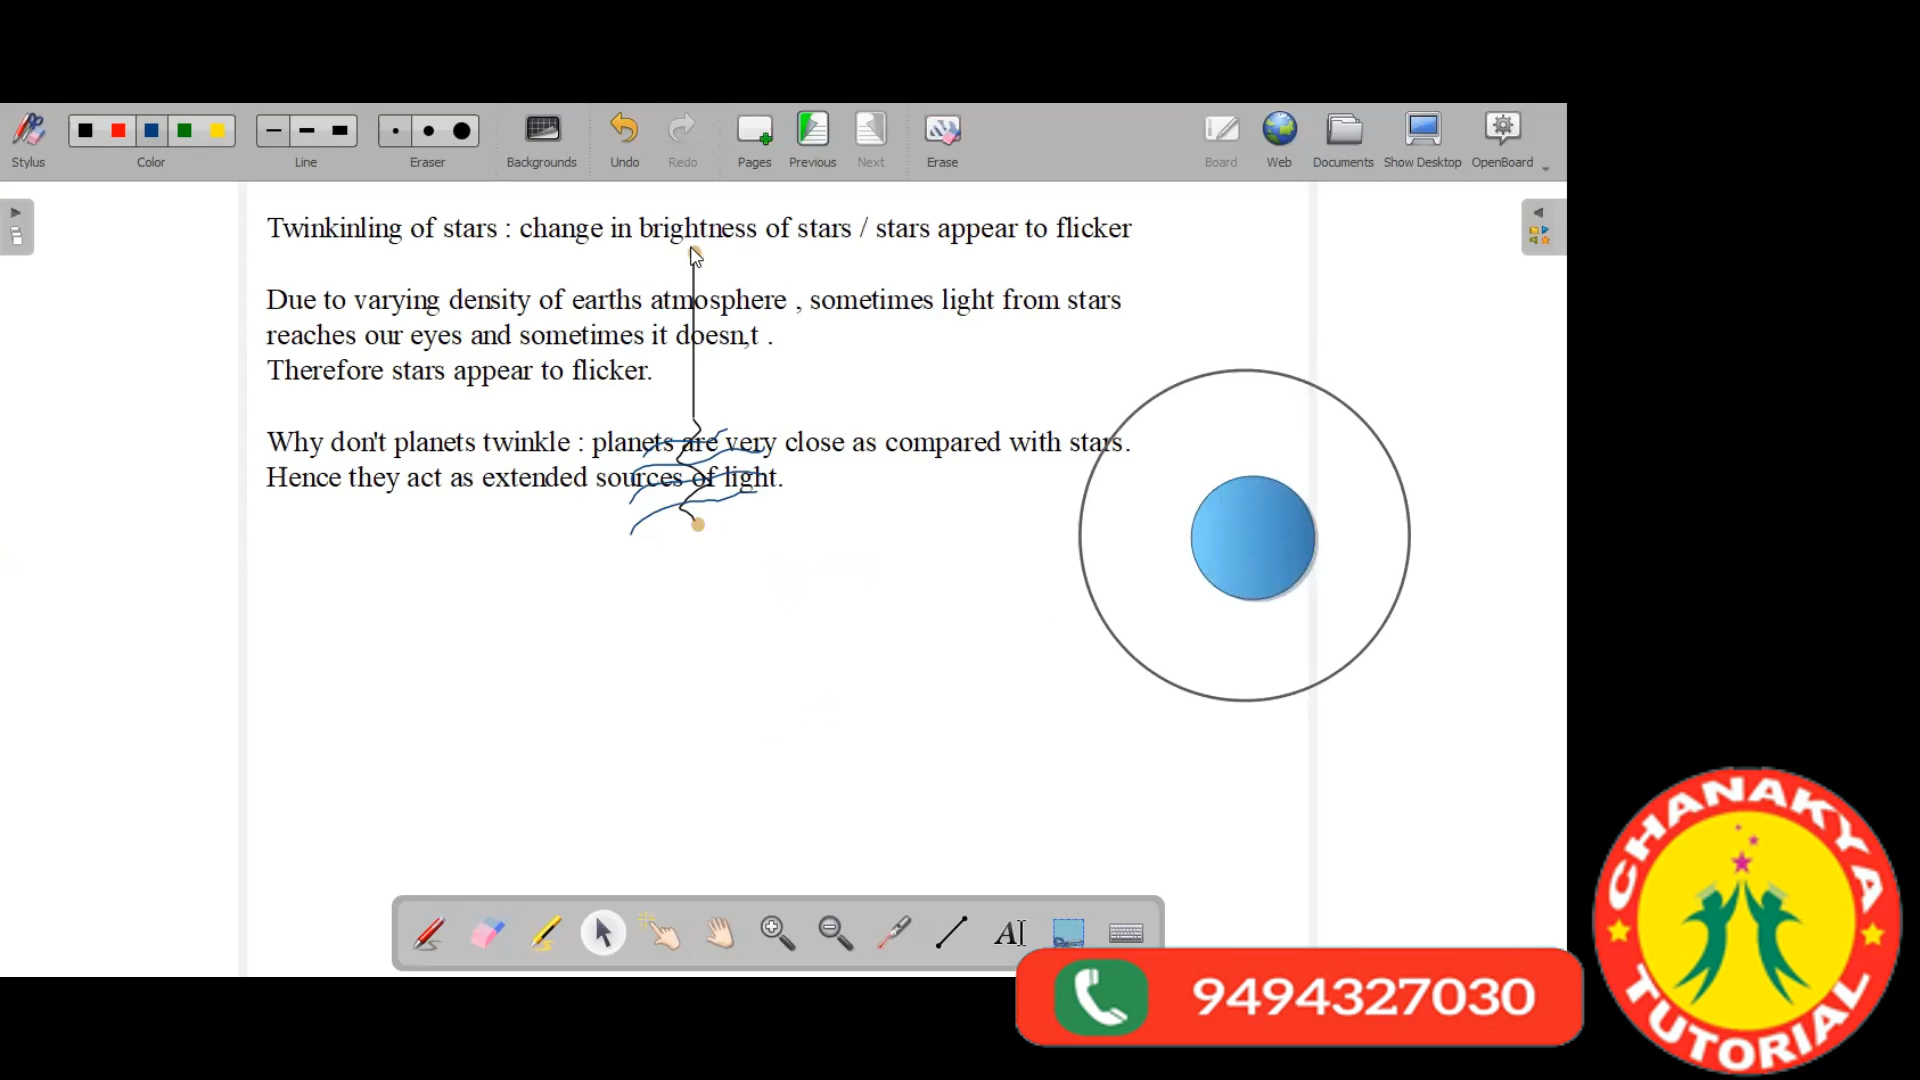 Stylus
Color
Line
Eraser
Backgrounds
Undo
Redo
Pages
Previous
Next
Erase
Board
Web
Documents
Show Desktop
OpenBoard
Twinkinling of stars : change in brightness of stars / stars appear to flicker
Due to varying density of earths atmosphere , sometimes light from stars
reaches our eyes and sometimes it doesn,t .
Therefore stars appear to flicker.
Why don't planets twinkle : planets are very close as compared with stars.
Hence they act as extended sources of light.
AI
9494327030
CHANAKYA
TUTORIAL